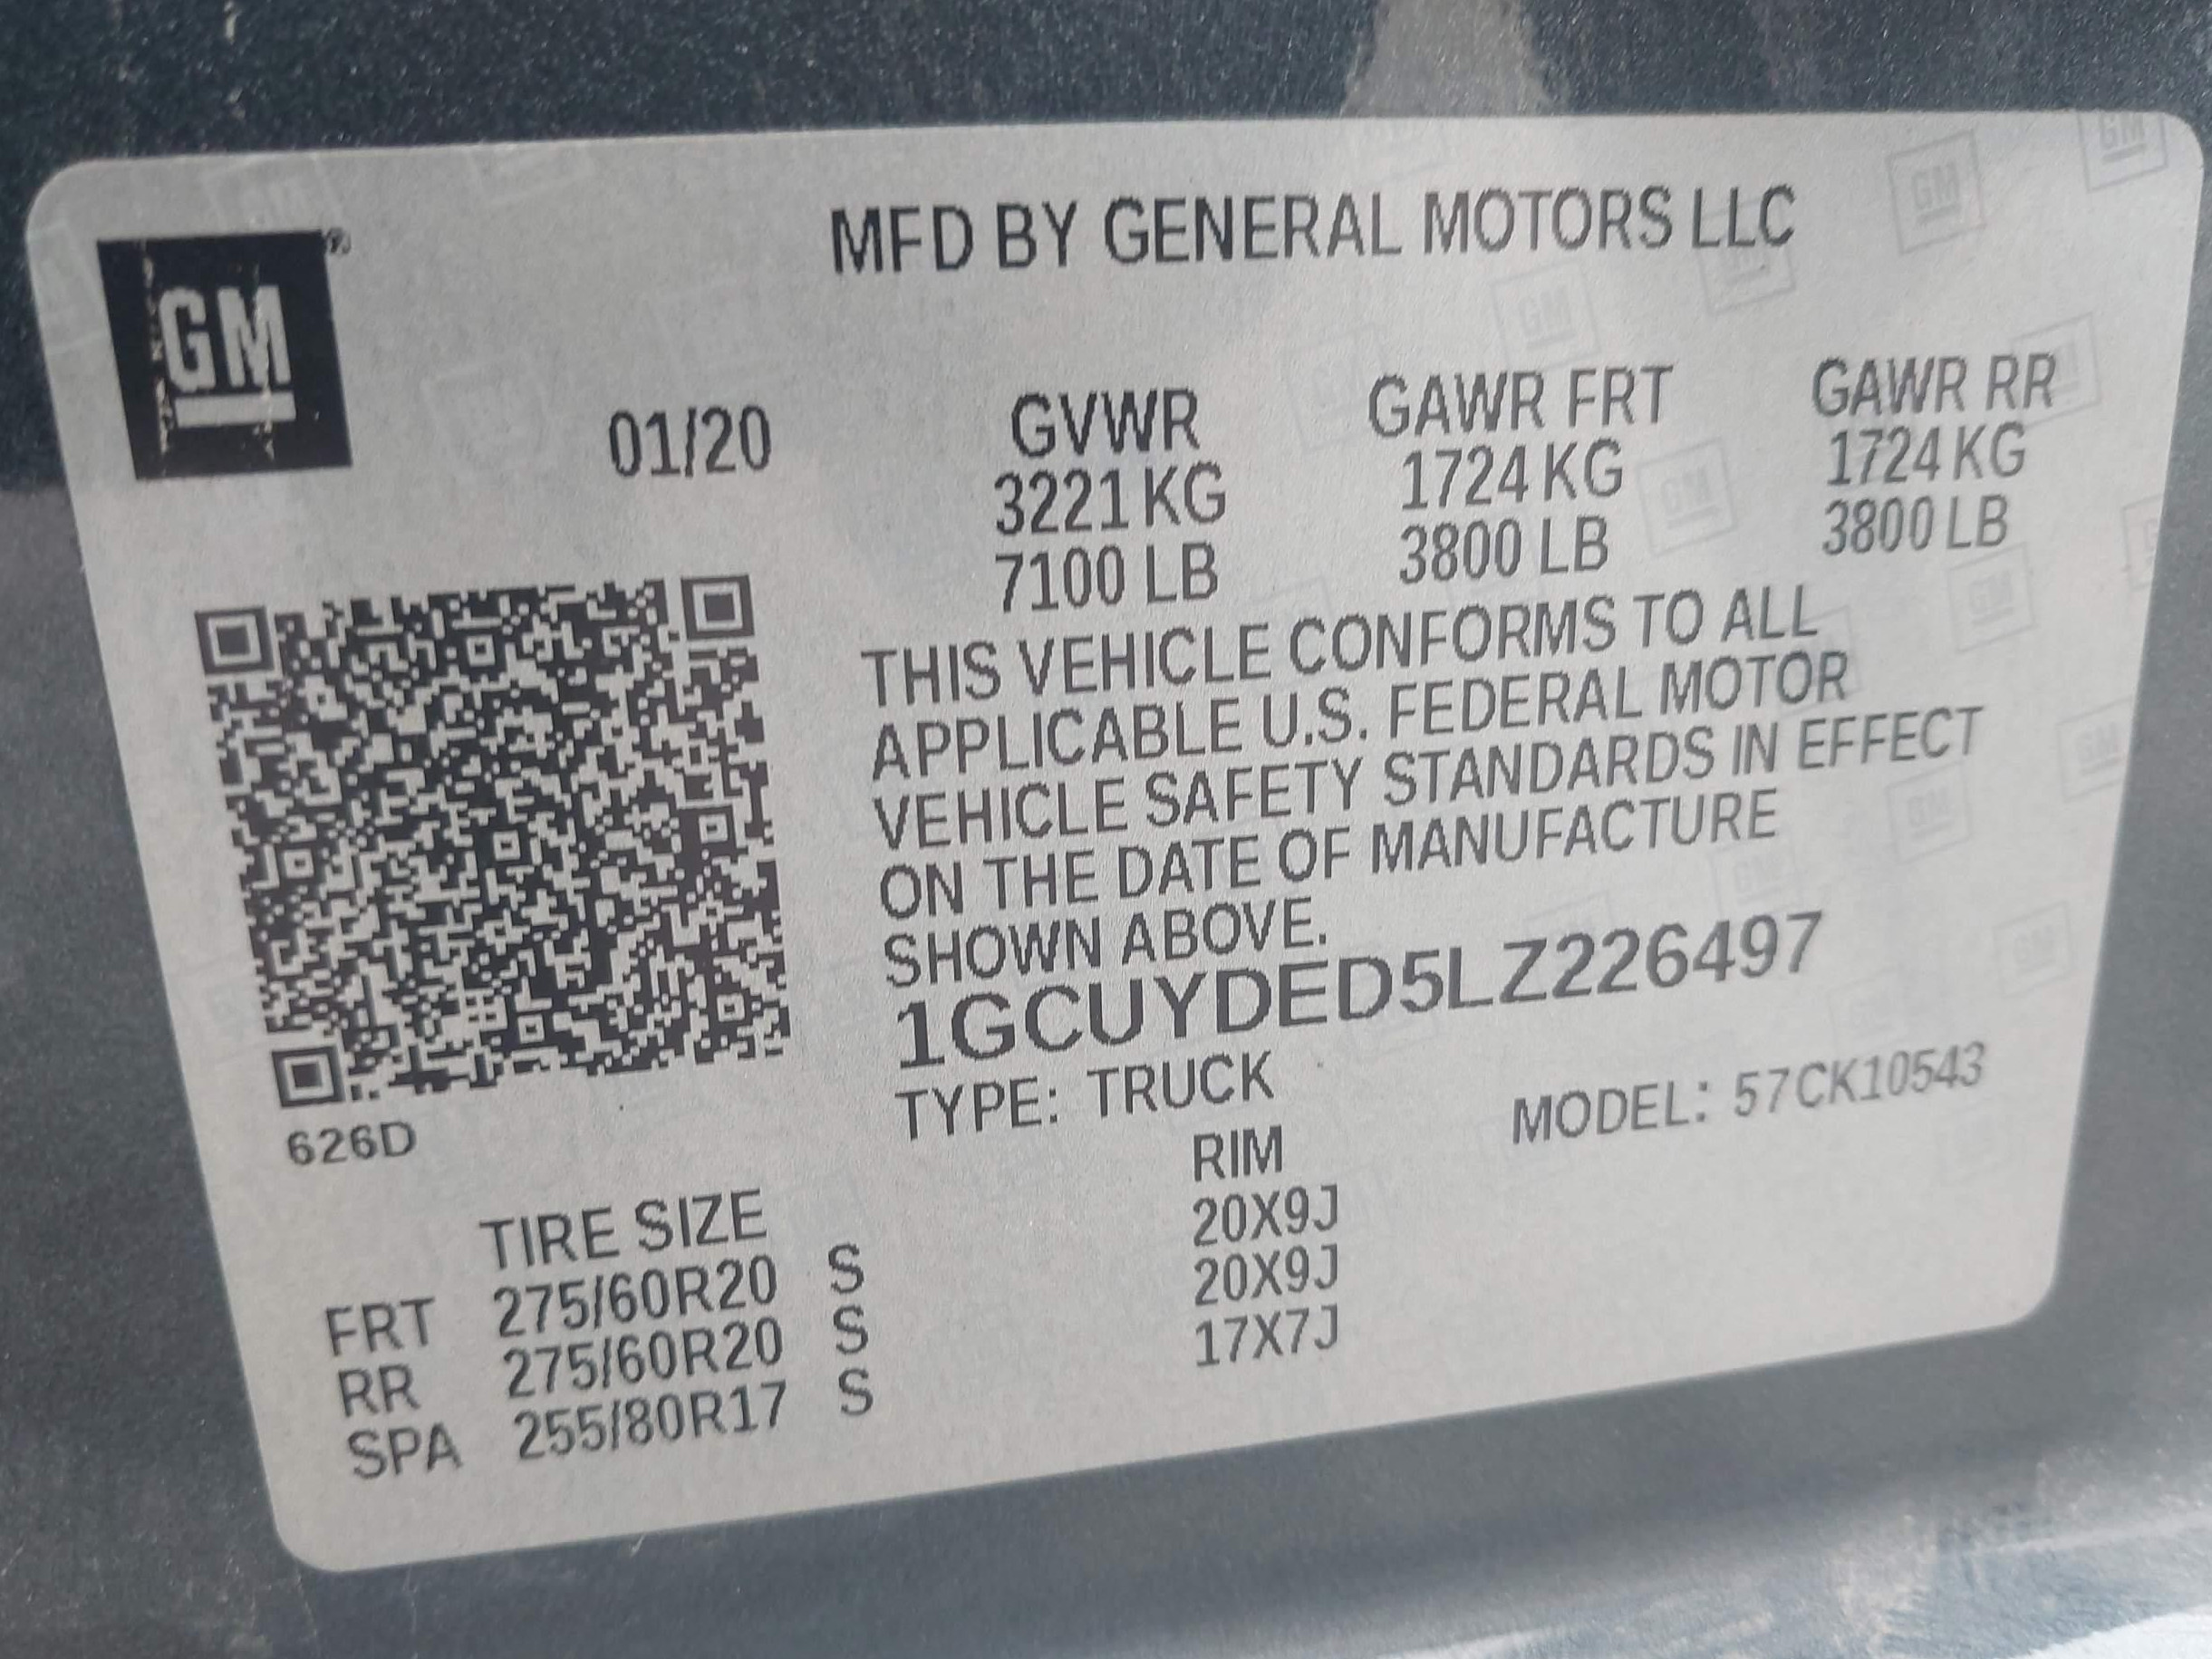 MFD BY GENERAL MOTORS LLC
GM®
01/20
GVWR GAWR FRT GAWR RR
3221 KG 1724 KG 1724 KG
7100 LB 3800 LB 3800 LB
THIS VEHICLE CONFORMS TO ALL
APPLICABLE U.S. FEDERAL MOTOR
VEHICLE SAFETY STANDARDS IN EFFECT
ON THE DATE OF MANUFACTURE
SHOWN ABOVE.
1GCUYDED5LZ226497
TYPE: TRUCK MODEL: 57CK10543
626D
TIRE SIZE RIM
FRT 275/60R20 S 20X9J
RR 275/60R20 S 20X9J
SPA 255/80R17 S 17X7J